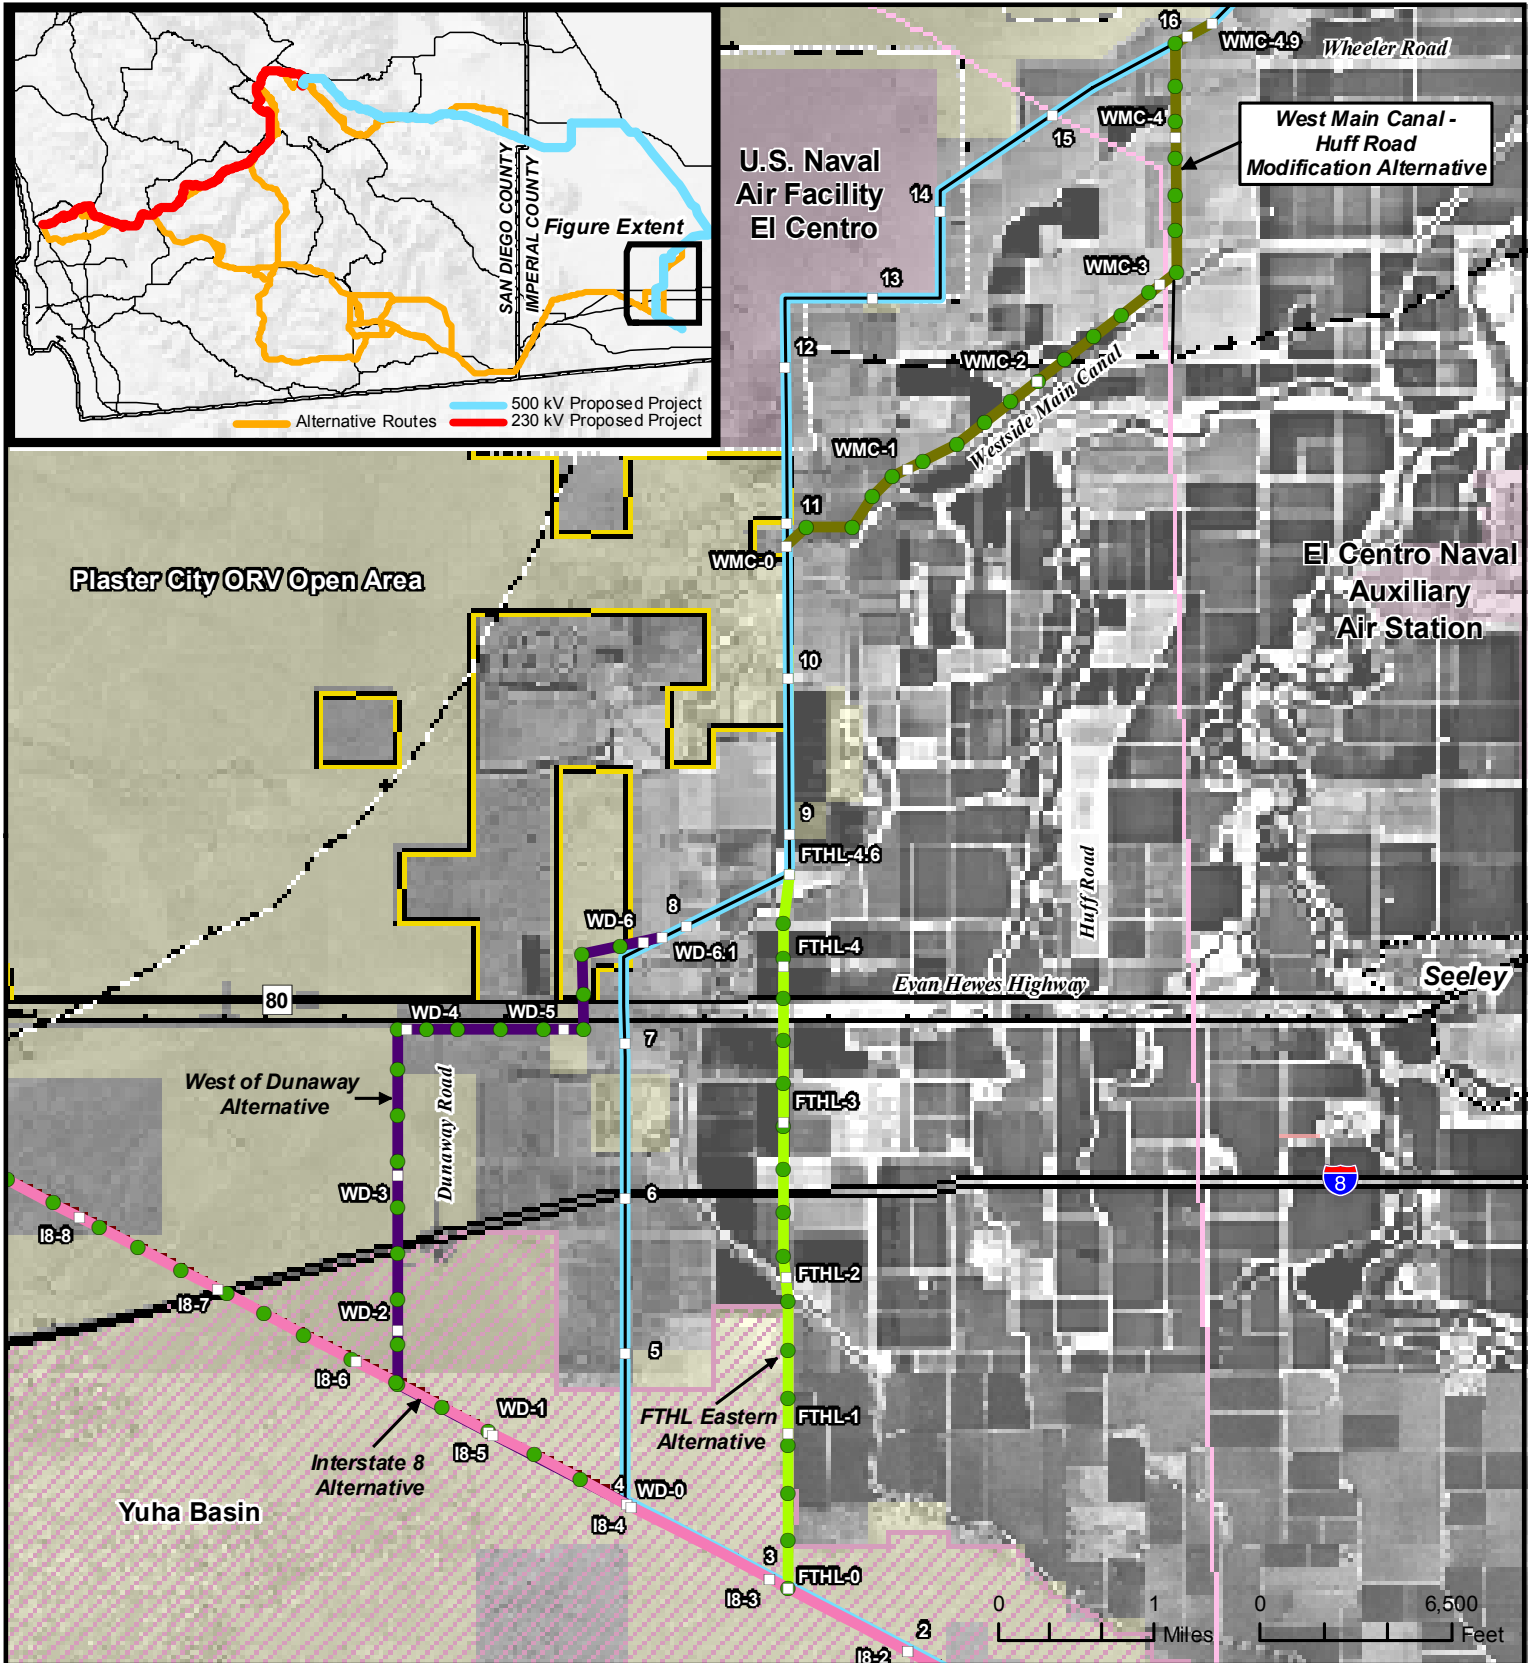 SAN DIEGO COUNTY
IMPERIAL COUNTY
Figure Extent
Alternative Routes
500 kV Proposed Project
230 kV Proposed Project
16
WMC-4.9
Wheeler Road
WMC-4
15
West Main Canal -
Huff Road
Modification Alternative
U.S. Naval
Air Facility
El Centro
14
13
WMC-3
12
WMC-2
Westside Main Canal
WMC-1
11
WMC-0
El Centro Naval
Auxiliary
Air Station
Plaster City ORV Open Area
10
9
FTHL-4.6
Huff Road
8
WD-6
WD-6.1
FTHL-4
Evan Hewes Highway
Seeley
80
WD-4
WD-5
7
West of Dunaway
Alternative
Dunaway Road
FTHL-3
WD-3
6
8
I8-8
I8-7
FTHL-2
WD-2
5
I8-6
WD-1
FTHL Eastern
Alternative
FTHL-1
I8-5
Interstate 8
Alternative
4
WD-0
Yuha Basin
I8-4
3
FTHL-0
I8-3
2
I8-2
0
1
Miles
0
6,500
Feet